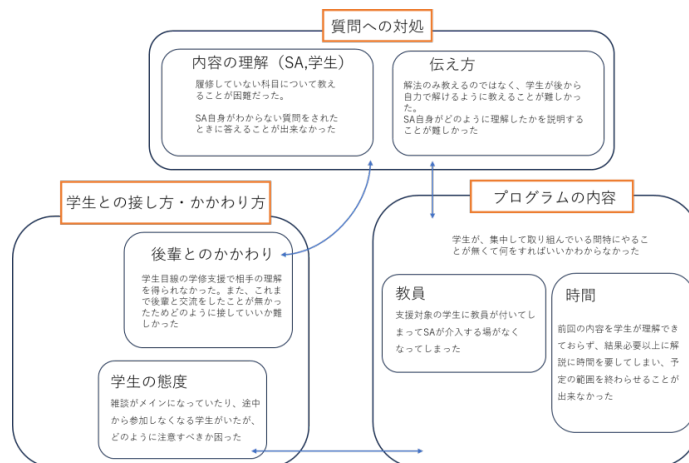 質問への対処
内容の理解（SA,学生）
履修していない科目について教え
ることが困難だった。
SA自身がわからない質問をされた
ときに答えることが出来なかった
伝え方
解法のみ教えるのではなく、学生が後から
自力で解けるように教えることが難しかっ
た。
SA自身がどのように理解したかを説明する
ことが難しかった
学生との接し方・かかわり方
後輩とのかかわり
学生目線の学修支援で相手の理解
を得られなかった。また、これま
で後輩と交流をしたことが無かっ
たためどのように接していいか難
しかった
学生の態度
雑談がメインになっていたり、途中
から参加しなくなる学生がいたが、
どのように注意すべきか困った
プログラムの内容
学生が、集中して取り組んでいる問特にやるこ
とが無くて何をすればいいかわからなかった
教員
支援対象の学生に教員が付いてし
まってSAが介入する場がなく
なってしまった
時間
前回の内容を学生が理解でき
ておらず、結果必要以上に解
説に時間を要してしまい、予
定の範囲を終わらせることが
出来なかった